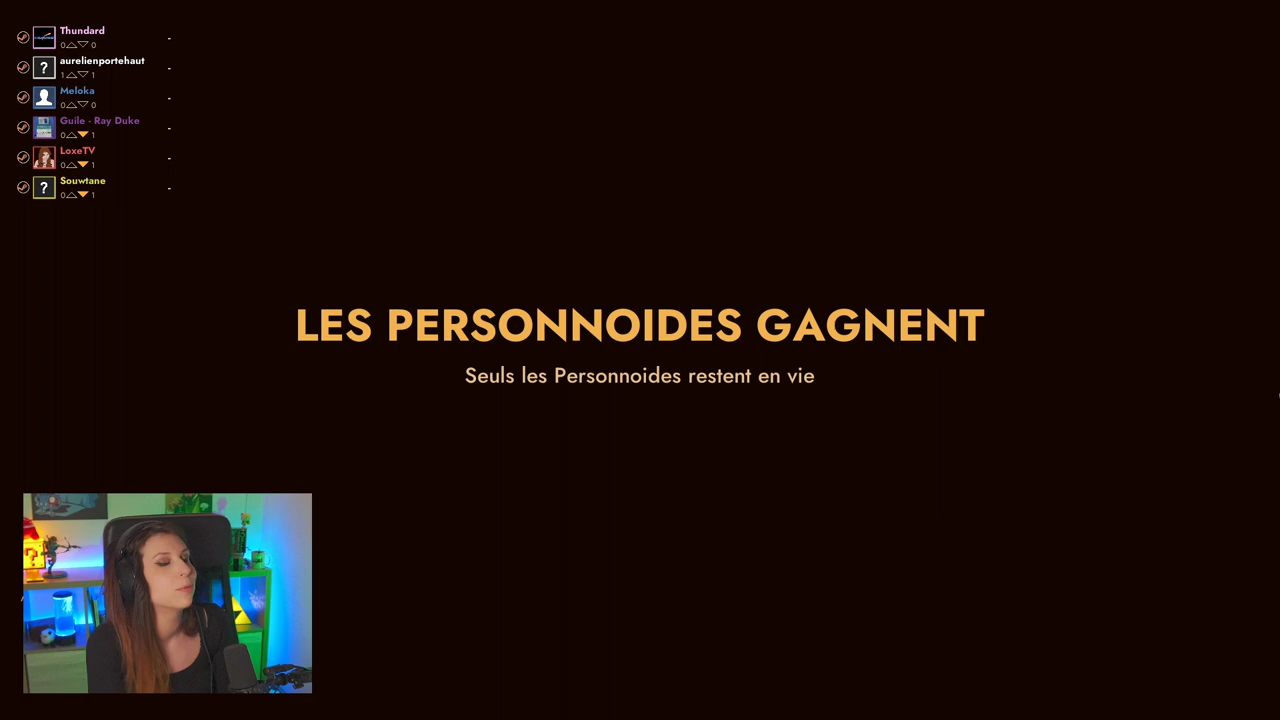 Thundard
0 0
-
aurelienportehaut
1 1
-
Meloka
0 0
-
Guile - Ray Duke
0 1
-
LoxeTV
0 1
-
Souwtane
0 1
-
LES PERSONNOIDES GAGNENT
Seuls les Personnoides restent en vie